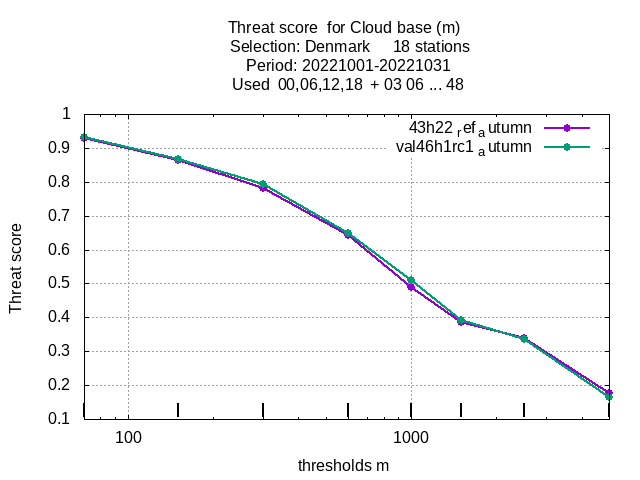 Threat score for Cloud base (m)
Selection: Denmark 18 stations
Period: 20221001-20221031
Used 00,06,12,18 + 03 06 ... 48
43h22 ref a utumn
val46h1rc1 a utumn
1
0.9
0.8
0.7
0.6
0.5
0.4
0.3
0.2
0.1
Threat score
100 1000
thresholds m